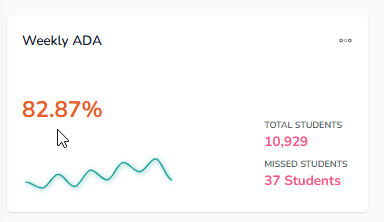 Weekly ADA
82.87%
TOTAL STUDENTS
10,929
MISSED STUDENTS
37 Students